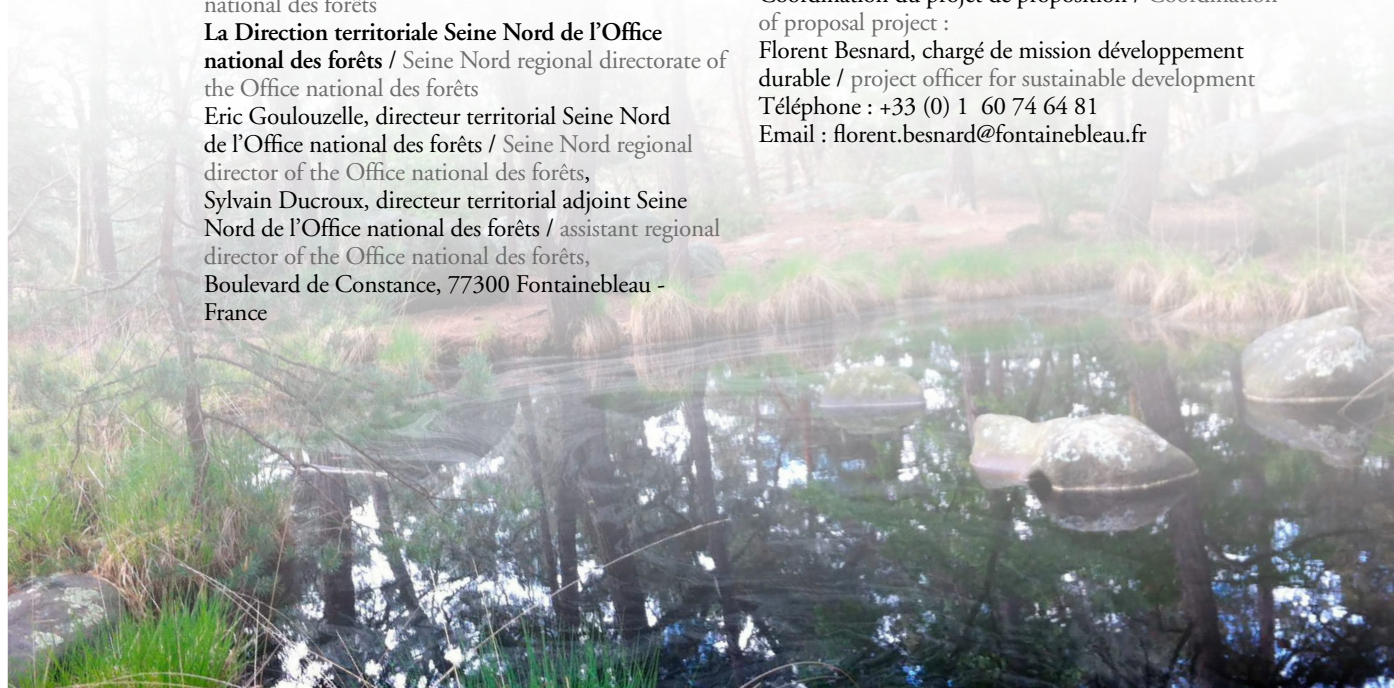 national des forêts
La Direction territoriale Seine Nord de l’Office
national des forêts / Seine Nord regional directorate of
the Office national des forêts
Eric Goulouzelle, directeur territorial Seine Nord
de l’Office national des forêts / Seine Nord regional
director of the Office national des forêts,
Sylvain Ducroux, directeur territorial adjoint Seine
Nord de l’Office national des forêts / assistant regional
director of the Office national des forêts,
Boulevard de Constance, 77300 Fontainebleau -
France
Coordination du projet de proposition / Coordination
of proposal project :
Florent Besnard, chargé de mission développement
durable / project officer for sustainable development
Téléphone : +33 (0) 1  60 74 64 81
Email : florent.besnard@fontainebleau.fr